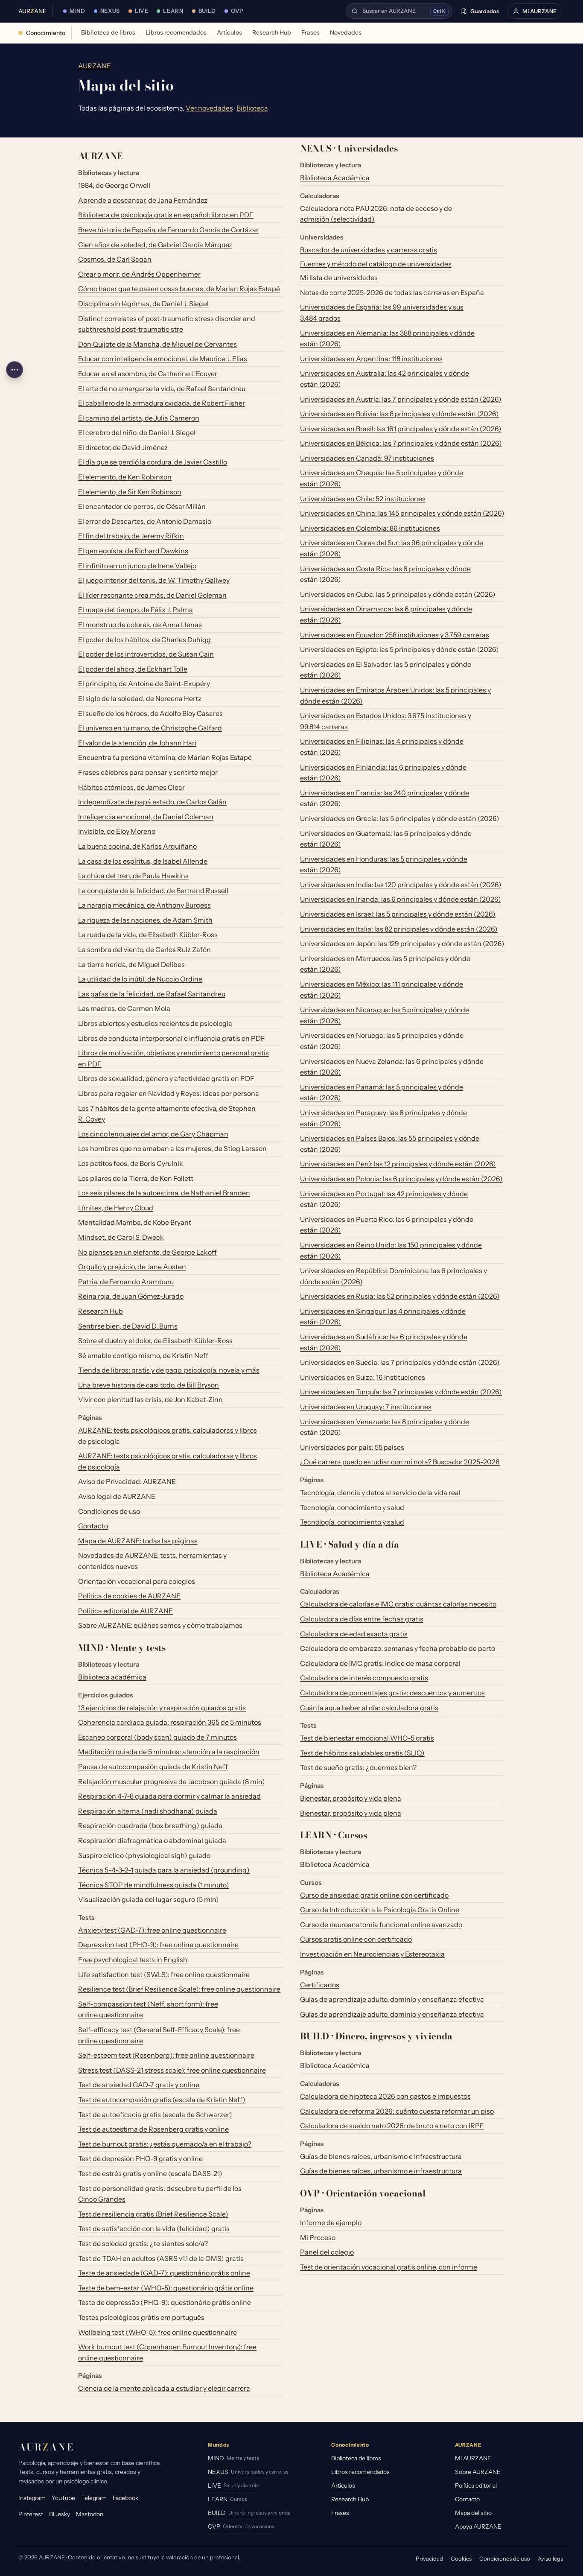 AURZANE
MIND
NEXUS
LIVE
LEARN
BUILD
OVP
Buscar en AURZANE
Ctrl K
Guardados
Mi AURZANE
Conocimiento
Biblioteca de libros
Libros recomendados
Artículos
Research Hub
Frases
Novedades
AURZANE
Mapa del sitio
Todas las páginas del ecosistema. Ver novedades · Biblioteca
AURZANE
Bibliotecas y lectura
1984, de George Orwell
Aprende a descansar, de Jana Fernández
Biblioteca de psicología gratis en español: libros en PDF
Breve historia de España, de Fernando García de Cortázar
Cien años de soledad, de Gabriel García Márquez
Cosmos, de Carl Sagan
Crear o morir, de Andrés Oppenheimer
Cómo hacer que te pasen cosas buenas, de Marian Rojas Estapé
Disciplina sin lágrimas, de Daniel J. Siegel
Distinct correlates of post-traumatic stress disorder and
subthreshold post-traumatic stre
Don Quijote de la Mancha, de Miguel de Cervantes
Educar con inteligencia emocional, de Maurice J. Elias
Educar en el asombro, de Catherine L'Ecuyer
El arte de no amargarse la vida, de Rafael Santandreu
El caballero de la armadura oxidada, de Robert Fisher
El camino del artista, de Julia Cameron
El cerebro del niño, de Daniel J. Siegel
El director, de David Jiménez
El día que se perdió la cordura, de Javier Castillo
El elemento, de Ken Robinson
El elemento, de Sir Ken Robinson
El encantador de perros, de César Millán
El error de Descartes, de Antonio Damasio
El fin del trabajo, de Jeremy Rifkin
El gen egoísta, de Richard Dawkins
El infinito en un junco, de Irene Vallejo
El juego interior del tenis, de W. Timothy Gallwey
El líder resonante crea más, de Daniel Goleman
El mapa del tiempo, de Félix J. Palma
El monstruo de colores, de Anna Llenas
El poder de los hábitos, de Charles Duhigg
El poder de los introvertidos, de Susan Cain
El poder del ahora, de Eckhart Tolle
El principito, de Antoine de Saint-Exupéry
El siglo de la soledad, de Noreena Hertz
El sueño de los héroes, de Adolfo Bioy Casares
El universo en tu mano, de Christophe Galfard
El valor de la atención, de Johann Hari
Encuentra tu persona vitamina, de Marian Rojas Estapé
Frases célebres para pensar y sentirte mejor
Hábitos atómicos, de James Clear
Independízate de papá estado, de Carlos Galán
Inteligencia emocional, de Daniel Goleman
Invisible, de Eloy Moreno
La buena cocina, de Karlos Arguiñano
La casa de los espíritus, de Isabel Allende
La chica del tren, de Paula Hawkins
La conquista de la felicidad, de Bertrand Russell
La naranja mecánica, de Anthony Burgess
La riqueza de las naciones, de Adam Smith
La rueda de la vida, de Elisabeth Kübler-Ross
La sombra del viento, de Carlos Ruiz Zafón
La tierra herida, de Miguel Delibes
La utilidad de lo inútil, de Nuccio Ordine
Las gafas de la felicidad, de Rafael Santandreu
Las madres, de Carmen Mola
Libros abiertos y estudios recientes de psicología
Libros de conducta interpersonal e influencia gratis en PDF
Libros de motivación, objetivos y rendimiento personal gratis
en PDF
Libros de sexualidad, género y afectividad gratis en PDF
Libros para regalar en Navidad y Reyes: ideas por persona
Los 7 hábitos de la gente altamente efectiva, de Stephen
R. Covey
Los cinco lenguajes del amor, de Gary Chapman
Los hombres que no amaban a las mujeres, de Stieg Larsson
Los patitos feos, de Boris Cyrulnik
Los pilares de la Tierra, de Ken Follett
Los seis pilares de la autoestima, de Nathaniel Branden
Límites, de Henry Cloud
Mentalidad Mamba, de Kobe Bryant
Mindset, de Carol S. Dweck
No pienses en un elefante, de George Lakoff
Orgullo y prejuicio, de Jane Austen
Patria, de Fernando Aramburu
Reina roja, de Juan Gómez-Jurado
Research Hub
Sentirse bien, de David D. Burns
Sobre el duelo y el dolor, de Elisabeth Kübler-Ross
Sé amable contigo mismo, de Kristin Neff
Tienda de libros: gratis y de pago, psicología, novela y más
Una breve historia de casi todo, de Bill Bryson
Vivir con plenitud las crisis, de Jon Kabat-Zinn
Páginas
AURZANE: tests psicológicos gratis, calculadoras y libros
de psicología
AURZANE: tests psicológicos gratis, calculadoras y libros
de psicología
Aviso de Privacidad: AURZANE
Aviso legal de AURZANE
Condiciones de uso
Contacto
Mapa de AURZANE: todas las páginas
Novedades de AURZANE: tests, herramientas y
contenidos nuevos
Orientación vocacional para colegios
Política de cookies de AURZANE
Política editorial de AURZANE
Sobre AURZANE: quiénes somos y cómo trabajamos
MIND · Mente y tests
Bibliotecas y lectura
Biblioteca académica
Ejercicios guiados
13 ejercicios de relajación y respiración guiados gratis
Coherencia cardiaca guiada: respiración 365 de 5 minutos
Escaneo corporal (body scan) guiado de 7 minutos
Meditación guiada de 5 minutos: atención a la respiración
Pausa de autocompasión guiada de Kristin Neff
Relajación muscular progresiva de Jacobson guiada (8 min)
Respiración 4-7-8 guiada para dormir y calmar la ansiedad
Respiración alterna (nadi shodhana) guiada
Respiración cuadrada (box breathing) guiada
Respiración diafragmática o abdominal guiada
Suspiro cíclico (physiological sigh) guiado
Técnica 5-4-3-2-1 guiada para la ansiedad (grounding)
Técnica STOP de mindfulness guiada (1 minuto)
Visualización guiada del lugar seguro (5 min)
Tests
Anxiety test (GAD-7): free online questionnaire
Depression test (PHQ-9): free online questionnaire
Free psychological tests in English
Life satisfaction test (SWLS): free online questionnaire
Resilience test (Brief Resilience Scale): free online questionnaire
Self-compassion test (Neff, short form): free
online questionnaire
Self-efficacy test (General Self-Efficacy Scale): free
online questionnaire
Self-esteem test (Rosenberg): free online questionnaire
Stress test (DASS-21 stress scale): free online questionnaire
Test de ansiedad GAD-7 gratis y online
Test de autocompasión gratis (escala de Kristin Neff)
Test de autoeficacia gratis (escala de Schwarzer)
Test de autoestima de Rosenberg gratis y online
Test de burnout gratis: ¿estás quemado/a en el trabajo?
Test de depresión PHQ-9 gratis y online
Test de estrés gratis y online (escala DASS-21)
Test de personalidad gratis: descubre tu perfil de los
Cinco Grandes
Test de resiliencia gratis (Brief Resilience Scale)
Test de satisfacción con la vida (felicidad) gratis
Test de soledad gratis: ¿te sientes solo/a?
Test de TDAH en adultos (ASRS v1.1 de la OMS) gratis
Teste de ansiedade (GAD-7): questionário grátis online
Teste de bem-estar (WHO-5): questionário grátis online
Teste de depressão (PHQ-9): questionário grátis online
Testes psicológicos grátis em português
Wellbeing test (WHO-5): free online questionnaire
Work burnout test (Copenhagen Burnout Inventory): free
online questionnaire
Páginas
Ciencia de la mente aplicada a estudiar y elegir carrera
NEXUS · Universidades
Bibliotecas y lectura
Biblioteca Académica
Calculadoras
Calculadora nota PAU 2026: nota de acceso y de
admisión (selectividad)
Universidades
Buscador de universidades y carreras gratis
Fuentes y método del catálogo de universidades
Mi lista de universidades
Notas de corte 2025-2026 de todas las carreras en España
Universidades de España: las 99 universidades y sus
3.484 grados
Universidades en Alemania: las 388 principales y dónde
están (2026)
Universidades en Argentina: 118 instituciones
Universidades en Australia: las 42 principales y dónde
están (2026)
Universidades en Austria: las 7 principales y dónde están (2026)
Universidades en Bolivia: las 8 principales y dónde están (2026)
Universidades en Brasil: las 161 principales y dónde están (2026)
Universidades en Bélgica: las 7 principales y dónde están (2026)
Universidades en Canadá: 97 instituciones
Universidades en Chequia: las 5 principales y dónde
están (2026)
Universidades en Chile: 52 instituciones
Universidades en China: las 145 principales y dónde están (2026)
Universidades en Colombia: 86 instituciones
Universidades en Corea del Sur: las 96 principales y dónde
están (2026)
Universidades en Costa Rica: las 6 principales y dónde
están (2026)
Universidades en Cuba: las 5 principales y dónde están (2026)
Universidades en Dinamarca: las 6 principales y dónde
están (2026)
Universidades en Ecuador: 258 instituciones y 3.759 carreras
Universidades en Egipto: las 5 principales y dónde están (2026)
Universidades en El Salvador: las 5 principales y dónde
están (2026)
Universidades en Emiratos Árabes Unidos: las 5 principales y
dónde están (2026)
Universidades en Estados Unidos: 3.675 instituciones y
99.814 carreras
Universidades en Filipinas: las 4 principales y dónde
están (2026)
Universidades en Finlandia: las 6 principales y dónde
están (2026)
Universidades en Francia: las 240 principales y dónde
están (2026)
Universidades en Grecia: las 5 principales y dónde están (2026)
Universidades en Guatemala: las 6 principales y dónde
están (2026)
Universidades en Honduras: las 5 principales y dónde
están (2026)
Universidades en India: las 120 principales y dónde están (2026)
Universidades en Irlanda: las 6 principales y dónde están (2026)
Universidades en Israel: las 5 principales y dónde están (2026)
Universidades en Italia: las 82 principales y dónde están (2026)
Universidades en Japón: las 129 principales y dónde están (2026)
Universidades en Marruecos: las 5 principales y dónde
están (2026)
Universidades en México: las 111 principales y dónde
están (2026)
Universidades en Nicaragua: las 5 principales y dónde
están (2026)
Universidades en Noruega: las 5 principales y dónde
están (2026)
Universidades en Nueva Zelanda: las 6 principales y dónde
están (2026)
Universidades en Panamá: las 5 principales y dónde
están (2026)
Universidades en Paraguay: las 6 principales y dónde
están (2026)
Universidades en Países Bajos: las 55 principales y dónde
están (2026)
Universidades en Perú: las 12 principales y dónde están (2026)
Universidades en Polonia: las 6 principales y dónde están (2026)
Universidades en Portugal: las 42 principales y dónde
están (2026)
Universidades en Puerto Rico: las 6 principales y dónde
están (2026)
Universidades en Reino Unido: las 150 principales y dónde
están (2026)
Universidades en República Dominicana: las 6 principales y
dónde están (2026)
Universidades en Rusia: las 52 principales y dónde están (2026)
Universidades en Singapur: las 4 principales y dónde
están (2026)
Universidades en Sudáfrica: las 6 principales y dónde
están (2026)
Universidades en Suecia: las 7 principales y dónde están (2026)
Universidades en Suiza: 16 instituciones
Universidades en Turquía: las 7 principales y dónde están (2026)
Universidades en Uruguay: 7 instituciones
Universidades en Venezuela: las 8 principales y dónde
están (2026)
Universidades por país: 55 países
¿Qué carrera puedo estudiar con mi nota? Buscador 2025-2026
Páginas
Tecnología, ciencia y datos al servicio de la vida real
Tecnología, conocimiento y salud
Tecnología, conocimiento y salud
LIVE · Salud y día a día
Bibliotecas y lectura
Biblioteca Académica
Calculadoras
Calculadora de calorías e IMC gratis: cuántas calorías necesito
Calculadora de días entre fechas gratis
Calculadora de edad exacta gratis
Calculadora de embarazo: semanas y fecha probable de parto
Calculadora de IMC gratis: índice de masa corporal
Calculadora de interés compuesto gratis
Calculadora de porcentajes gratis: descuentos y aumentos
Cuánta agua beber al día: calculadora gratis
Tests
Test de bienestar emocional WHO-5 gratis
Test de hábitos saludables gratis (SLIQ)
Test de sueño gratis: ¿duermes bien?
Páginas
Bienestar, propósito y vida plena
Bienestar, propósito y vida plena
LEARN · Cursos
Bibliotecas y lectura
Biblioteca Académica
Cursos
Curso de ansiedad gratis online con certificado
Curso de Introducción a la Psicología Gratis Online
Curso de neuroanatomía funcional online avanzado
Cursos gratis online con certificado
Investigación en Neurociencias y Estereotaxia
Páginas
Certificados
Guías de aprendizaje adulto, dominio y enseñanza efectiva
Guías de aprendizaje adulto, dominio y enseñanza efectiva
BUILD · Dinero, ingresos y vivienda
Bibliotecas y lectura
Biblioteca Académica
Calculadoras
Calculadora de hipoteca 2026 con gastos e impuestos
Calculadora de reforma 2026: cuánto cuesta reformar un piso
Calculadora de sueldo neto 2026: de bruto a neto con IRPF
Páginas
Guías de bienes raíces, urbanismo e infraestructura
Guías de bienes raíces, urbanismo e infraestructura
OVP · Orientación vocacional
Páginas
Informe de ejemplo
Mi Proceso
Panel del colegio
Test de orientación vocacional gratis online, con informe
AURZANE
Psicología, aprendizaje y bienestar con base científica.
Tests, cursos y herramientas gratis, creados y
revisados por un psicólogo clínico.
Instagram YouTube Telegram Facebook
Pinterest Bluesky Mastodon
Mundos
MIND Mente y tests
NEXUS Universidades y carreras
LIVE Salud y día a día
LEARN Cursos
BUILD Dinero, ingresos y vivienda
OVP Orientación vocacional
Conocimiento
Biblioteca de libros
Libros recomendados
Artículos
Research Hub
Frases
AURZANE
Mi AURZANE
Sobre AURZANE
Política editorial
Contacto
Mapa del sitio
Apoya AURZANE
© 2026 AURZANE · Contenido orientativo: no sustituye la valoración de un profesional.
Privacidad Cookies Condiciones de uso Aviso legal